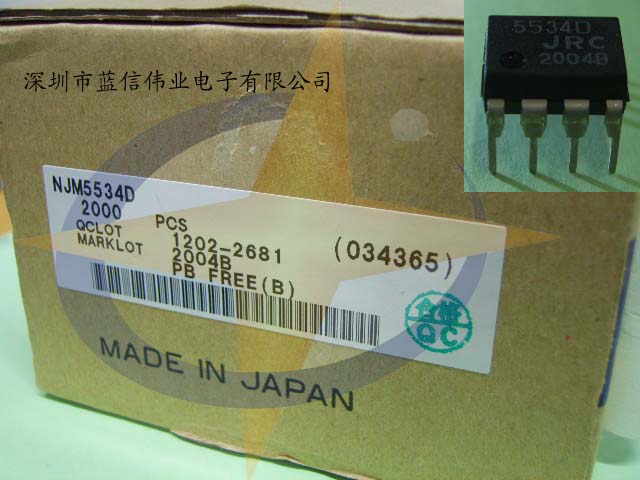 深圳市蓝信伟业电子有限公司
5534D
JRC
2004B
NJM5534D
2000 PCS
QCLOT 1202-2681 (034365)
MARKLOT 2004B
PB FREE(B)
合格
QC
MADE IN JAPAN